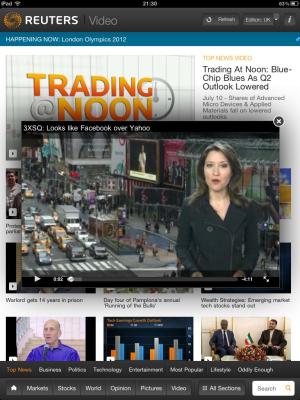 iPad
21:30
63%
REUTERS Video
Refresh
Edition: UK
HAPPENING NOW: London Olympics 2012
TRADING
@NOON
TOP NEWS VIDEO
Trading At Noon: Blue-
Chip Blues As Q2
Outlook Lowered
July 10 - Shares of Advanced
Micro Devices & Applied
Materials fall on lowered
outlooks
3XSQ: Looks like Facebook over Yahoo
0:02
-4:11
Warlord gets 14 years in prison
Day four of Pamplona's annual
'Running of the Bulls'
Wealth Strategies: Emerging market
tech stocks stand out
Tech Earnings Growth Outlook
Top News Business Politics Technology Entertainment Most Popular Lifestyle Oddly Enough
Markets Stocks World Opinion Pictures Video All Sections Search